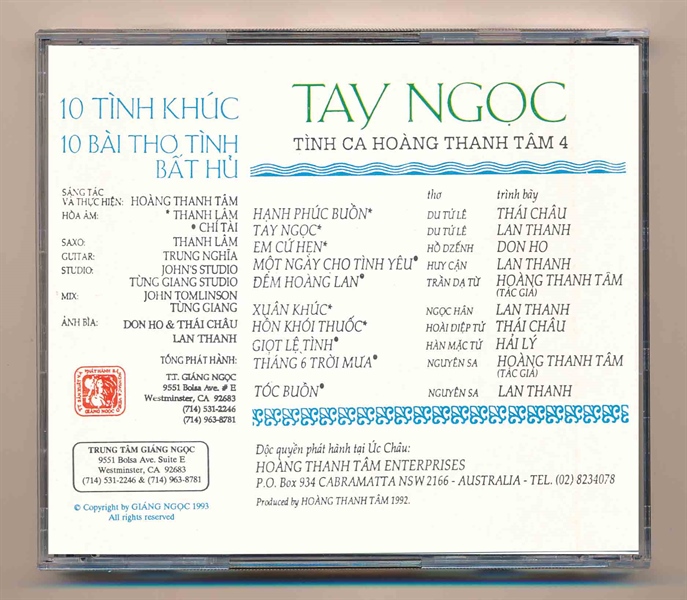 10 TÌNH KHÚC
10 BÀI THƠ TÌNH
BẤT HỦ
SÁNG TÁC
VÀ THỰC HIỆN: HOÀNG THANH TÂM
HÒA ÂM: * THANH LÂM
• CHÍ TÀI
SAXO: THANH LÂM
GUITAR: TRUNG NGHĨA
STUDIO: JOHN'S STUDIO
TÙNG GIANG STUDIO
MIX: JOHN TOMLINSON
TÙNG GIANG
ẢNH BÌA: DON HO & THÁI CHÂU
LAN THANH
TỔNG PHÁT HÀNH:
T.T. GIÁNG NGỌC
9551 Bolsa Ave. # E
Westminster, CA 92683
(714) 531-2246
(714) 963-8781
TRUNG TÂM GIÁNG NGỌC
9551 Bolsa Ave. Suite E
Westminster, CA 92683
(714) 531-2246 & (714) 963-8781
© Copyright by GIÁNG NGỌC 1993
All rights reserved
TAY NGỌC
TÌNH CA HOÀNG THANH TÂM 4
thơ trình bày
HẠNH PHÚC BUỒN* DU TỬ LÊ THÁI CHÂU
TAY NGỌC* DU TỬ LÊ LAN THANH
EM CỨ HẸN* HỒ DZẾNH DON HO
MỘT NGÀY CHO TÌNH YÊU• HUY CẬN LAN THANH
ĐÊM HOÀNG LAN• TRẦN DẠ TỪ HOÀNG THANH TÂM
(TÁC GIẢ)
XUÂN KHÚC* NGỌC HÂN LAN THANH
HỒN KHÓI THUỐC* HOÀI DIỆP TỬ THÁI CHÂU
GIỌT LỆ TÌNH• HÀN MẶC TỬ HẢI LÝ
THÁNG 6 TRỜI MƯA• NGUYÊN SA HOÀNG THANH TÂM
(TÁC GIẢ)
TÓC BUỒN• NGUYÊN SA LAN THANH
Độc quyền phát hành tại Úc Châu:
HOÀNG THANH TÂM ENTERPRISES
P.O. Box 934 CABRAMATTA NSW 2166 - AUSTRALIA - TEL. (02) 8234078
Produced by HOÀNG THANH TÂM 1992.